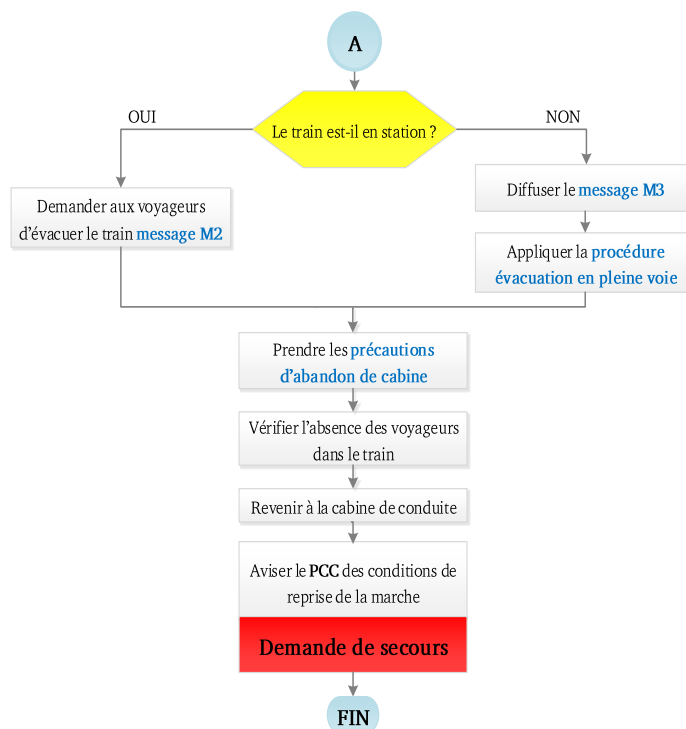 A
Le train est-il en station ?
OUI
NON
Demander aux voyageurs
d'évacuer le train message M2
Diffuser le message M3
Appliquer la procédure
évacuation en pleine voie
Prendre les précautions
d'abandon de cabine
Vérifier l'absence des voyageurs
dans le train
Revenir à la cabine de conduite
Aviser le PCC des conditions de
reprise de la marche
Demande de secours
FIN